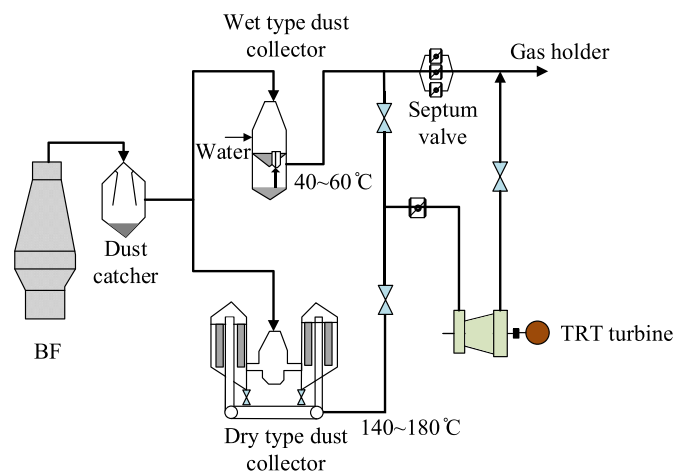 Wet type dust
collector
Gas holder
Septum
valve
Water
40~60℃
Dust
catcher
BF
TRT turbine
140~180℃
Dry type dust
collector